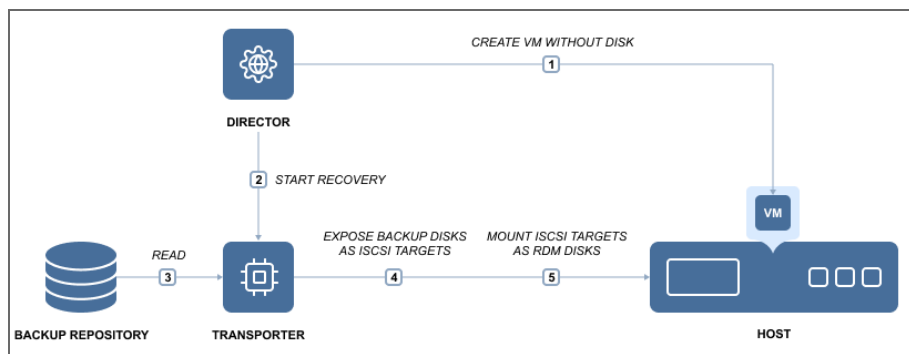 CREATE VM WITHOUT DISK
1
DIRECTOR
2 START RECOVERY
VM
READ
3
EXPOSE BACKUP DISKS
AS ISCSI TARGETS
4
MOUNT ISCSI TARGETS
AS RDM DISKS
5
BACKUP REPOSITORY
TRANSPORTER
HOST